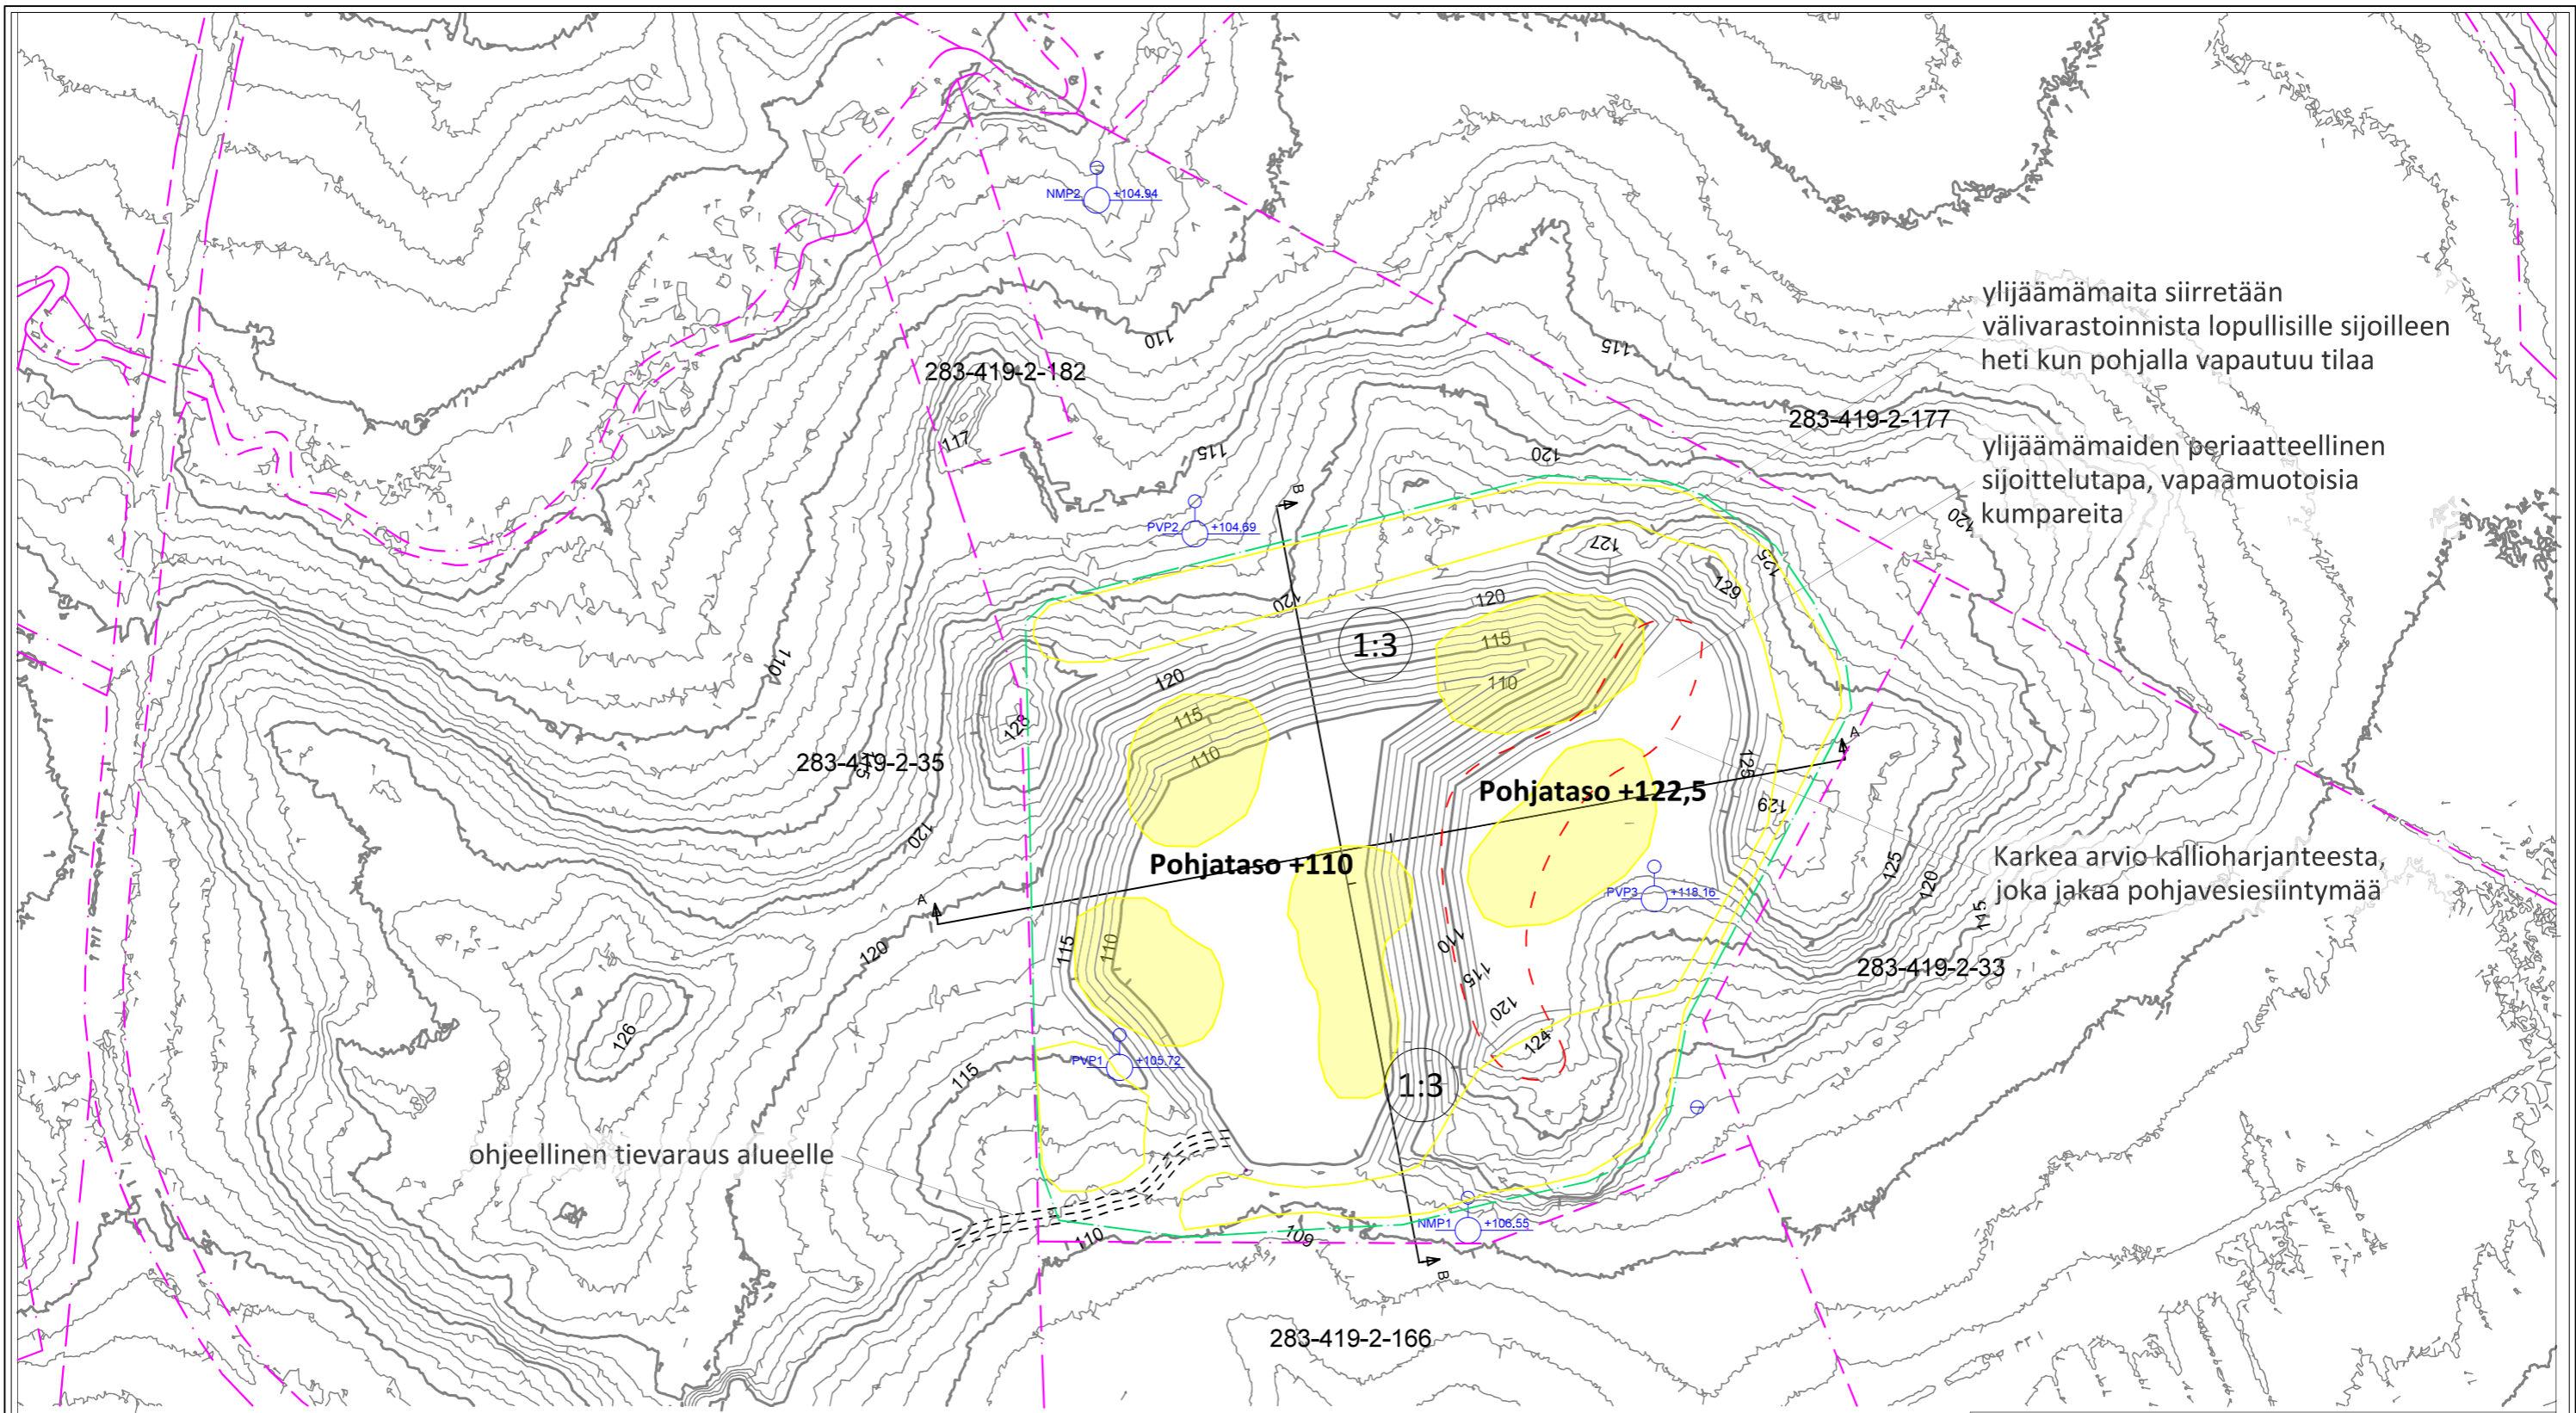 NMP2 +104.94
ylijäämämaita siirretään
välivarastoinnista lopullisille sijoilleen
heti kun pohjalla vapautuu tilaa
110
115
283-419-2-182
283-419-2-177
117
115
120
ylijäämämaiden periaatteellinen
sijoittelutapa, vapaamuotoisia
kumpareita
B
PVP2 +104.69
120
127
125
129
120
120
1:3
115
110
110
120
115
128
110
283-419-2-35
115
A
125
Pohjataso +122,5
129
120
Pohjataso +110
Karkea arvio kallioharjanteesta,
joka jakaa pohjavesiesiintymää
125
120
PVP3 +118.16
A
115
110
110
120
115
145
283-419-2-33
120
126
124
PVP1 +105.72
115
1:3
ohjeellinen tievaraus alueelle
NMP1 +106.55
110
109
B
283-419-2-166